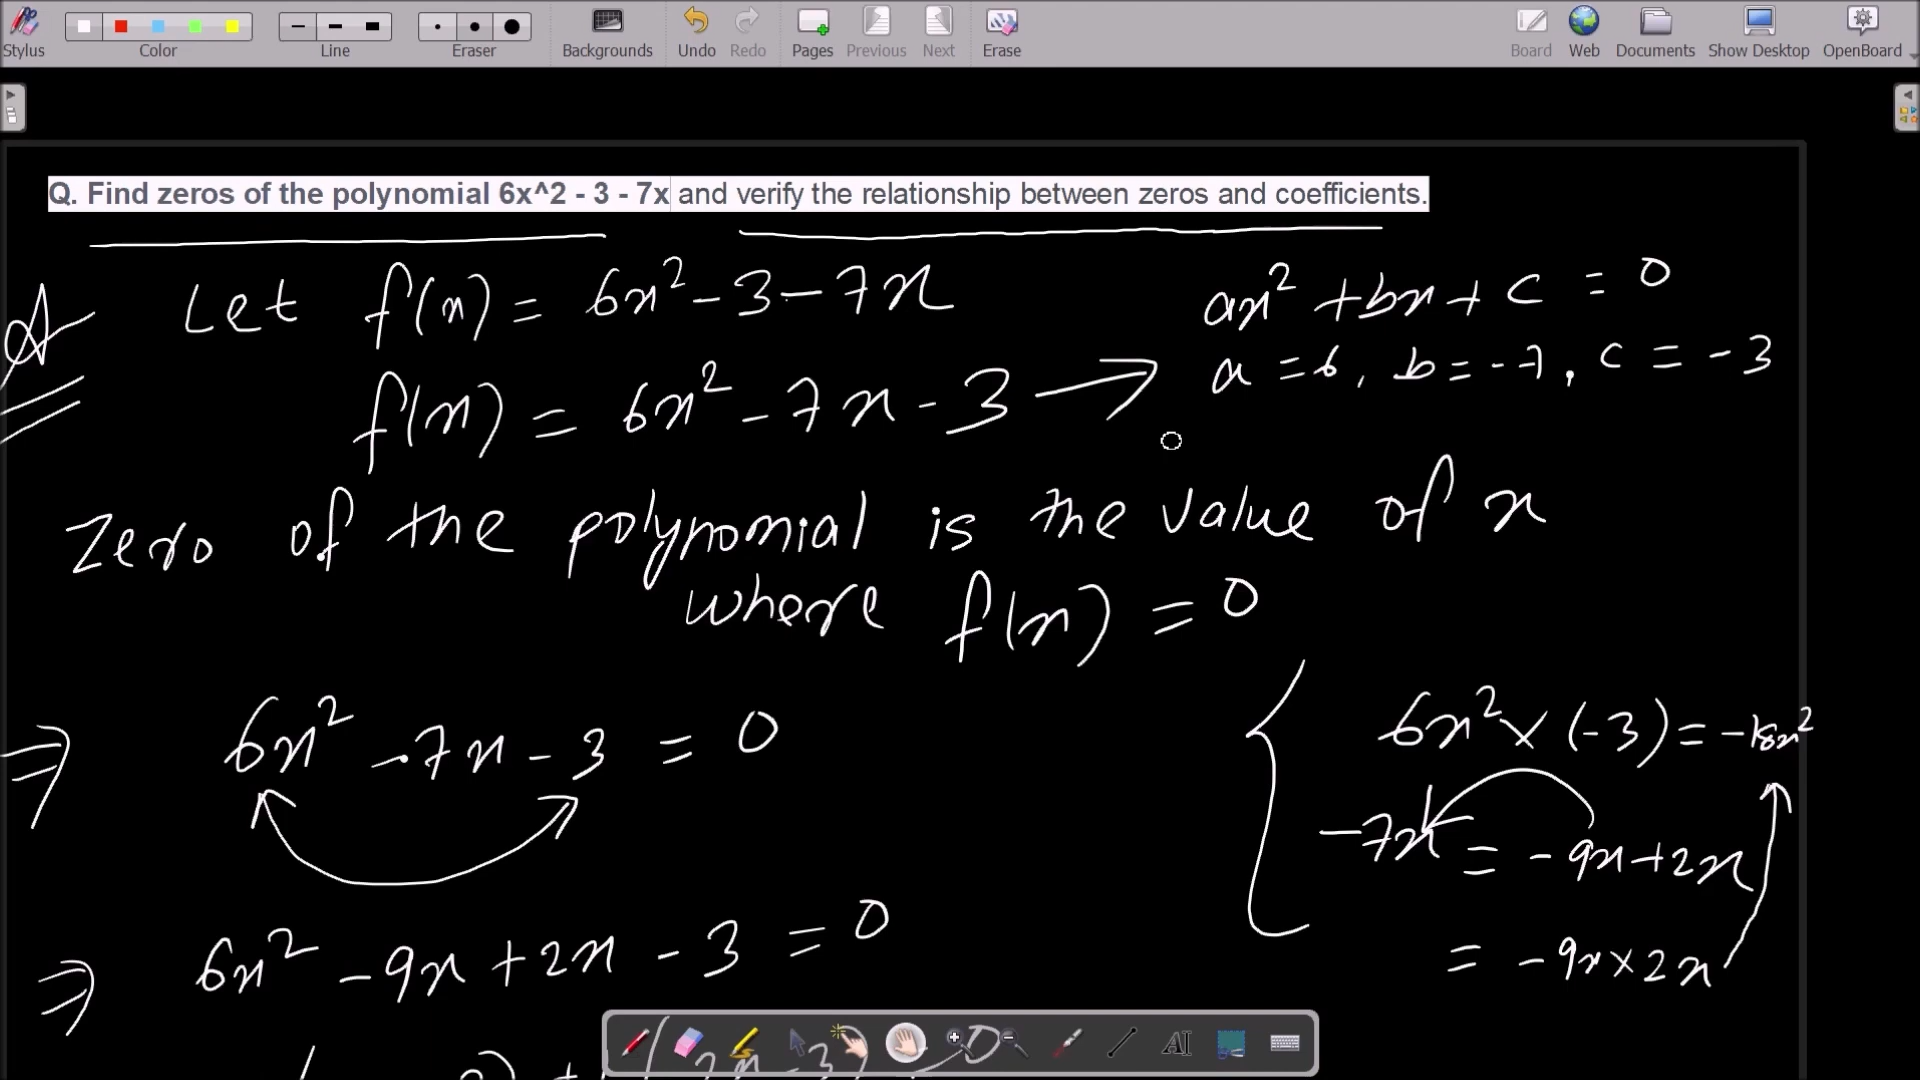 Stylus Color Line Eraser Backgrounds Undo Redo Pages Previous Next Erase Board Web Documents Show Desktop OpenBoard
Q. Find zeros of the polynomial 6x^2 - 3 - 7x and verify the relationship between zeros and coefficients.
A Let f(x) = 6x² - 3 - 7x
ax² + bx + c = 0
a = 6, b = -7, c = -3
f(x) = 6x² - 7x - 3 →
Zero of the polynomial is the value of x
where f(x) = 0
⇒ 6x² - 7x - 3 = 0
6x² × (-3) = -18x²
-7x = -9x + 2x
= -9x × 2x
⇒ 6x² - 9x + 2x - 3 = 0
AI